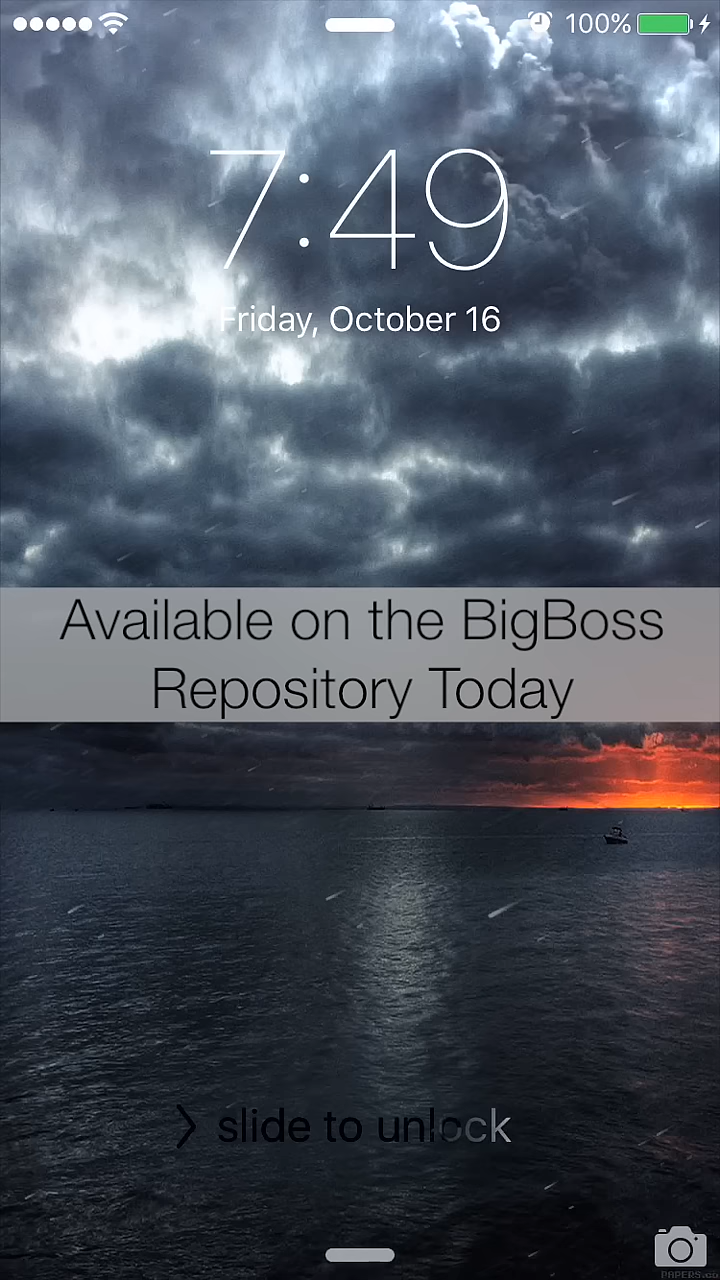 100%
7:49
Friday, October 16
Available on the BigBoss
Repository Today
slide to unlock